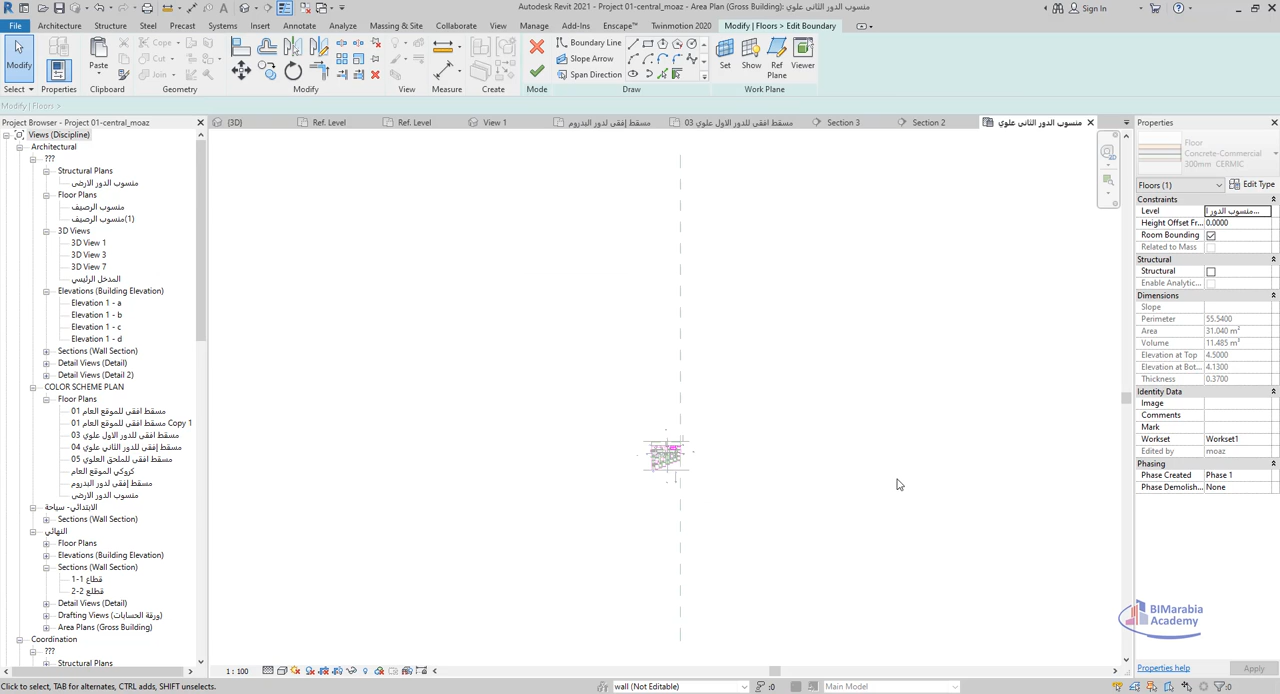 Autodesk Revit 2021 - Project 01-central_moaz - Area Plan (Gross Building): منسوب الدور الثاني علوي
Sign In
File Architecture Structure Steel Precast Systems Insert Annotate Analyze Massing & Site Collaborate View Manage Add-Ins Enscape™ Twinmotion 2020 Modify | Floors > Edit Boundary
Modify Paste Cope Cut Join Boundary Line Slope Arrow Span Direction Set Show Ref Plane Viewer
Select Properties Clipboard Geometry Modify View Measure Create Mode Draw Work Plane
Modify | Floors >
Project Browser - Project 01-central_moaz
{3D} Ref. Level Ref. Level View 1 مسقط إفقى لدور البدروم مسقط افقى للدور الاول علوي 03 Section 3 Section 2 منسوب الدور الثاني علوي
Views (Discipline)
Architectural
???
Structural Plans
منسوب الدور الارضى
Floor Plans
منسوب الرصيف
منسوب الرصيف(1)
3D Views
3D View 1
3D View 3
3D View 7
المدخل الرئيسي
Elevations (Building Elevation)
Elevation 1 - a
Elevation 1 - b
Elevation 1 - c
Elevation 1 - d
Sections (Wall Section)
Detail Views (Detail)
Detail Views (Detail 2)
COLOR SCHEME PLAN
Floor Plans
مسقط افقى للموقع العام 01
مسقط افقى للموقع العام 01 Copy 1
مسقط افقى للدور الاول علوي 03
مسقط إفقى للدور الثاني علوي 04
مسقط افقى للملحق العلوي 05
كروكي الموقع العام
مسقط إفقى لدور البدروم
منسوب الدور الارضى
الابتدائي- سياحة
Sections (Wall Section)
النهائي
Floor Plans
Elevations (Building Elevation)
Sections (Wall Section)
قطاع 1-1
قطلع 2-2
Detail Views (Detail)
Drafting Views (ورقة الحسابات)
Area Plans (Gross Building)
Coordination
???
Structural Plans
Properties
Floor
Concrete-Commercial
300mm CERMIC
Floors (1) Edit Type
Constraints
Level منسوب الدور ا...
Height Offset Fr... 0.0000
Room Bounding
Related to Mass
Structural
Structural
Enable Analytic...
Dimensions
Slope
Perimeter 55.5400
Area 31.040 m²
Volume 11.485 m³
Elevation at Top 4.5000
Elevation at Bot... 4.1300
Thickness 0.3700
Identity Data
Image
Comments
Mark
Workset Workset1
Edited by moaz
Phasing
Phase Created Phase 1
Phase Demolish... None
BIMarabia
Academy
Properties help Apply
1 : 100
Click to select, TAB for alternates, CTRL adds, SHIFT unselects.
wall (Not Editable)
:0
Main Model
:0